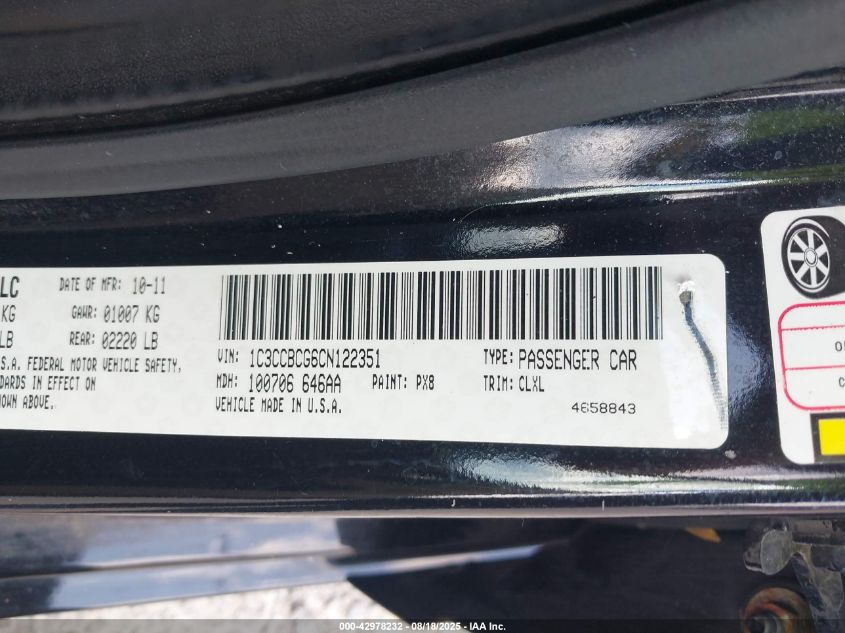 LC
DATE OF MFR: 10-11
KG
GAWR: 01007 KG
LB
REAR: 02220 LB
.S.A. FEDERAL MOTOR VEHICLE SAFETY,
NDARDS IN EFFECT ON
OWN ABOVE.
VIN: 1C3CCBCG6CN122351
TYPE: PASSENGER CAR
MDH: 100706 646AA
PAINT: PX8
TRIM: CLXL
VEHICLE MADE IN U.S.A.
4658843
000-42978232 - 08/18/2025 - IAA Inc.